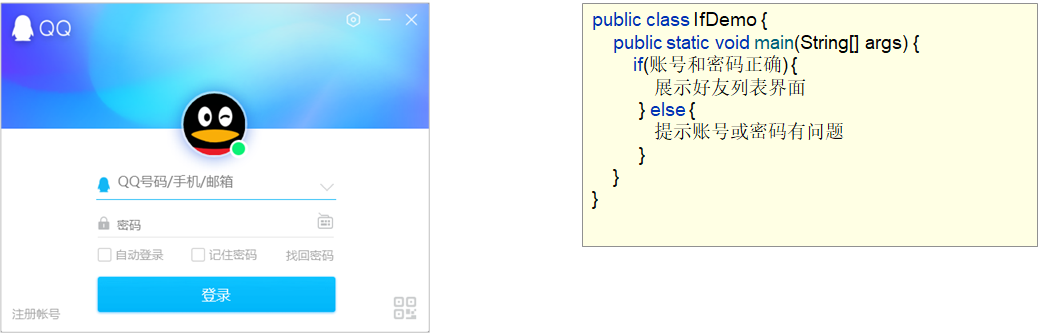 QQ
QQ号码/手机/邮箱
密码
自动登录 记住密码 找回密码
登录
注册帐号
public class IfDemo {
public static void main(String[] args) {
if(账号和密码正确) {
展示好友列表界面
} else {
提示账号或密码有问题
}
}
}